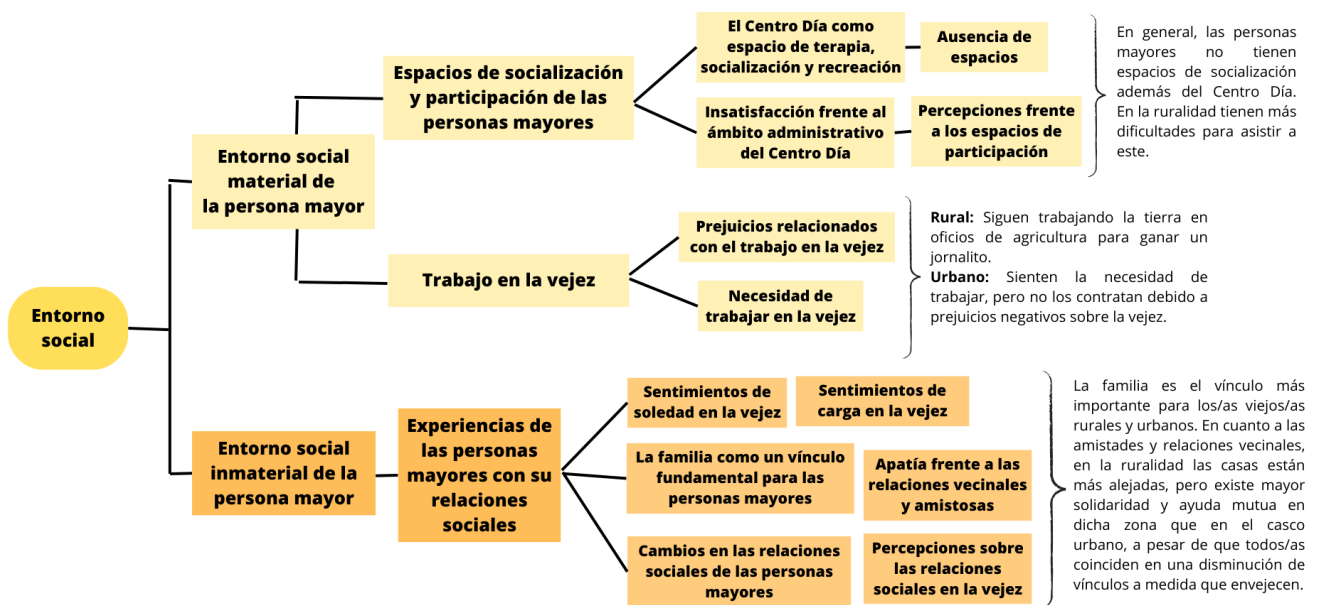 Entorno
social
Entorno social
material de
la persona mayor
Espacios de socialización
y participación de las
personas mayores
El Centro Día como
espacio de terapia,
socialización y recreación
Ausencia de
espacios
Insatisfacción frente al
ámbito administrativo
del Centro Día
Percepciones frente
a los espacios de
participación
En general, las personas
mayores no tienen
espacios de socialización
además del Centro Día.
En la ruralidad tienen más
dificultades para asistir a
este.
Trabajo en la vejez
Prejuicios relacionados
con el trabajo en la vejez
Necesidad de
trabajar en la vejez
Rural: Siguen trabajando la tierra en
oficios de agricultura para ganar un
jornalito.
Urbano: Sienten la necesidad de
trabajar, pero no los contratan debido a
prejuicios negativos sobre la vejez.
Entorno social
inmaterial de la
persona mayor
Experiencias de
las personas
mayores con su
relaciones
sociales
Sentimientos de
soledad en la vejez
Sentimientos de
carga en la vejez
La familia como un vínculo
fundamental para las
personas mayores
Apatía frente a las
relaciones vecinales
y amistosas
Cambios en las relaciones
sociales de las personas
mayores
Percepciones sobre
las relaciones
sociales en la vejez
La familia es el vínculo más
importante para los/as viejos/as
rurales y urbanos. En cuanto a las
amistades y relaciones vecinales,
en la ruralidad las casas están
más alejadas, pero existe mayor
solidaridad y ayuda mutua en
dicha zona que en el casco
urbano, a pesar de que todos/as
coinciden en una disminución de
vínculos a medida que envejecen.